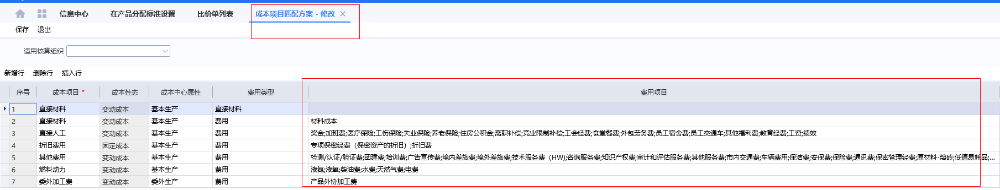 信息中心 在产品分配标准设置 比价单列表 成本项目匹配方案 - 修改
保存 退出
适用核算组织
新增行 删除行 插入行
序号 成本项目 * 成本性态 成本中心属性 费用类型 费用项目
1 直接材料 变动成本 基本生产 直接材料
2 直接材料 变动成本 基本生产 费用 材料成本
3 直接人工 变动成本 基本生产 费用 奖金;加班费;医疗保险;工伤保险;失业保险;养老保险;住房公积金;离职补偿;竞业限制补偿;工会经费;食堂餐费;外包劳务费;员工宿舍费;员工交通车;其他福利费;教育经费;工资;绩效
4 折旧费用 固定成本 基本生产 费用 专项保密经费（保密资产的折旧）;折旧费
5 其他费用 变动成本 基本生产 费用 检测/认证/验证费;团建费;培训费;广告宣传费;境内差旅费;境外差旅费;技术服务费（HW);咨询服务费;知识产权费;审计和评估服务费;其他服务费;市内交通费;车辆费用;保洁费;安保费;保险费;通讯费;保密管理经费;原材料-熔砖;低值易耗品;...
6 燃料动力 变动成本 基本生产 费用 液氮;液氧;柴油费;水费;天然气费;电费
7 委外加工费 变动成本 委外生产 费用 产品外协加工费